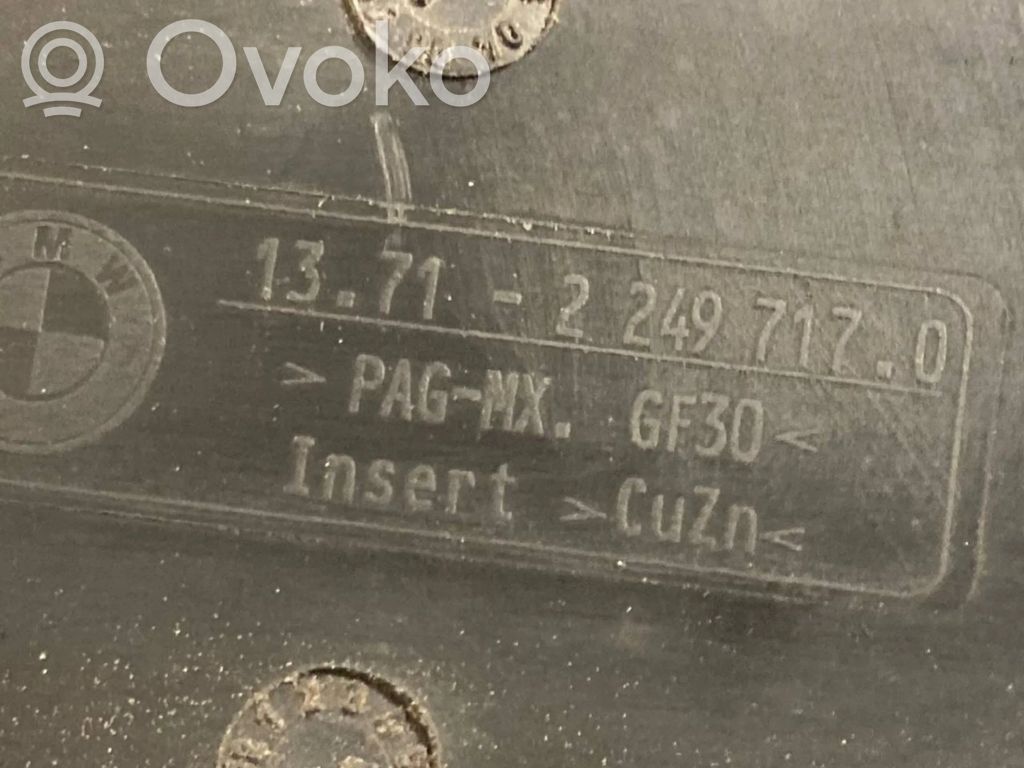 Ovoko
BMW
13.71 - 2 249 717.0
> PAG-MX. GF30 <
Insert >CuZn<